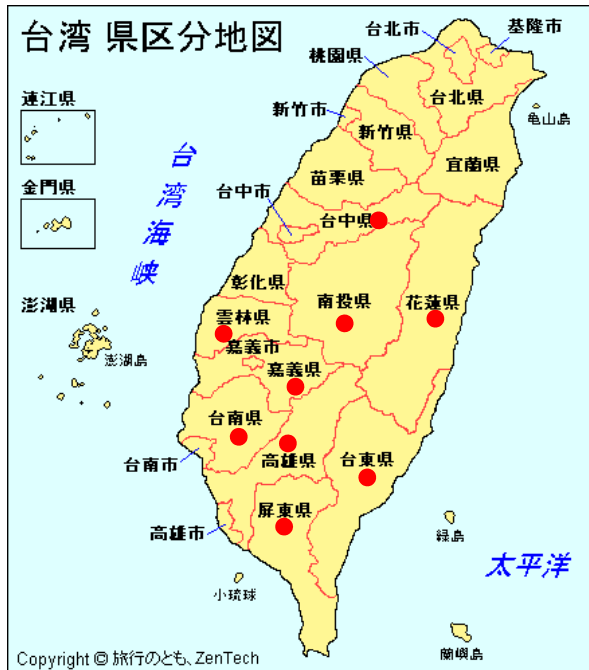 台湾 県区分地図
台北市
基隆市
桃園県
台北県
連江県
新竹市
新竹県
亀山島
宜蘭県
台湾海峡
苗栗県
金門県
台中市
台中県
彰化県
澎湖県
雲林県
南投県
花蓮県
嘉義市
澎湖島
嘉義県
台南県
台南市
高雄県
台東県
屏東県
高雄市
緑島
太平洋
小琉球
蘭嶼島
Copyright © 旅行のとも、ZenTech